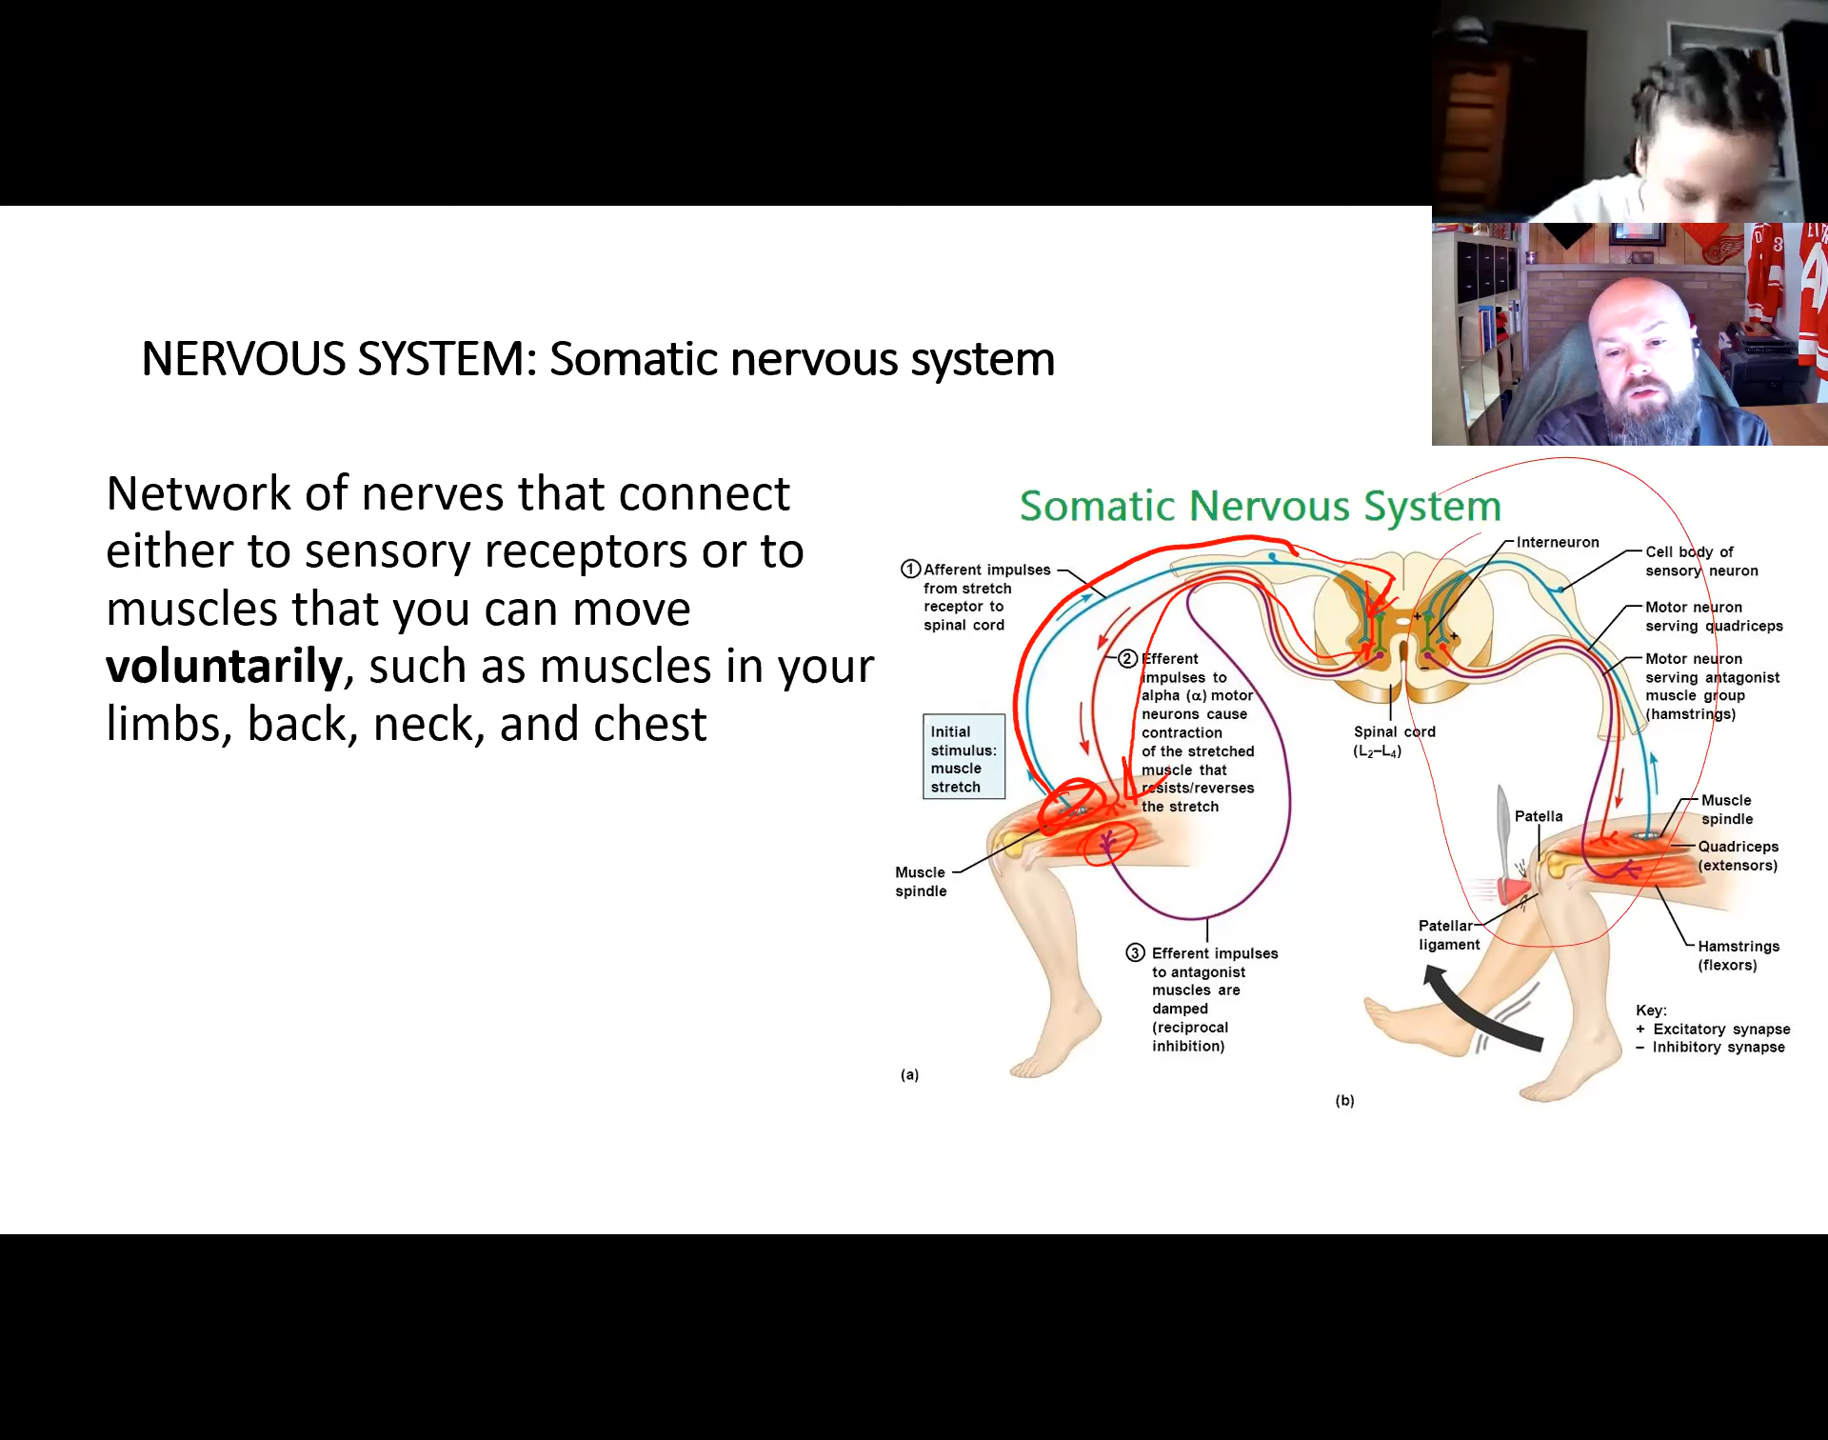 NERVOUS SYSTEM: Somatic nervous system
Network of nerves that connect
either to sensory receptors or to
muscles that you can move
voluntarily, such as muscles in your
limbs, back, neck, and chest
Somatic Nervous System
1 Afferent impulses
from stretch
receptor to
spinal cord
Initial
stimulus:
muscle
stretch
Muscle
spindle
2 Efferent
impulses to
alpha (α) motor
neurons cause
contraction
of the stretched
muscle that
resists/reverses
the stretch
3 Efferent impulses
to antagonist
muscles are
damped
(reciprocal
inhibition)
(a)
Spinal cord
(L2–L4)
Interneuron
+
+
–
Cell body of
sensory neuron
Motor neuron
serving quadriceps
Motor neuron
serving antagonist
muscle group
(hamstrings)
Patella
Muscle
spindle
Quadriceps
(extensors)
Patellar
ligament
Hamstrings
(flexors)
Key:
+ Excitatory synapse
– Inhibitory synapse
(b)